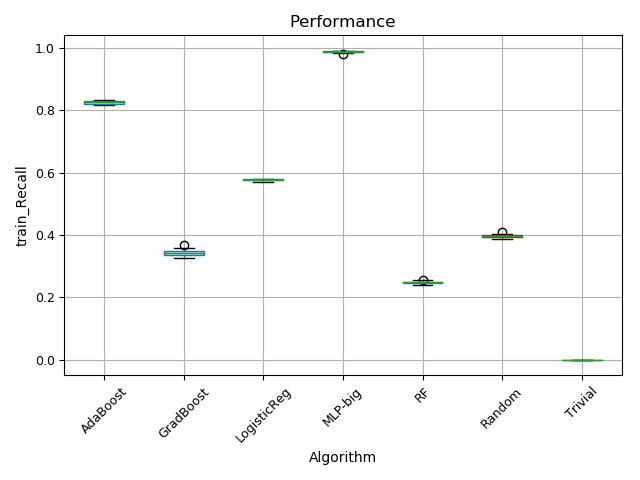 Performance
train_Recall
1.0
0.8
0.6
0.4
0.2
0.0
AdaBoost
GradBoost
LogisticReg
MLP-big
RF
Random
Trivial
Algorithm